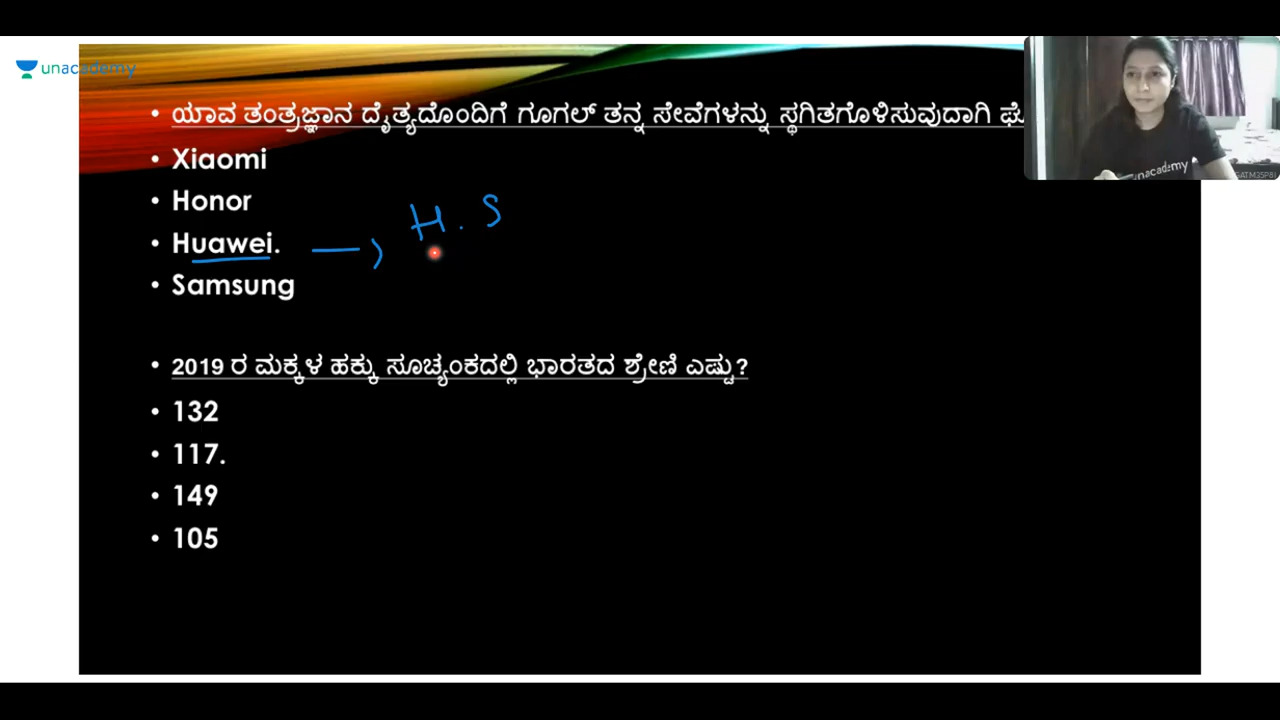 unacademy
ಯಾವ ತಂತ್ರಜ್ಞಾನ ದೈತ್ಯದೊಂದಿಗೆ ಗೂಗಲ್ ತನ್ನ ಸೇವೆಗಳನ್ನು ಸ್ಥಗಿತಗೊಳಿಸುವುದಾಗಿ
Xiaomi
Honor
H. S
Huawei.
Samsung
2019 ರ ಮಕ್ಕಳ ಹಕ್ಕು ಸೂಚ್ಯಂಕದಲ್ಲಿ ಭಾರತದ ಶ್ರೇಣಿ ಎಷ್ಟು?
132
117.
149
105
unacademy